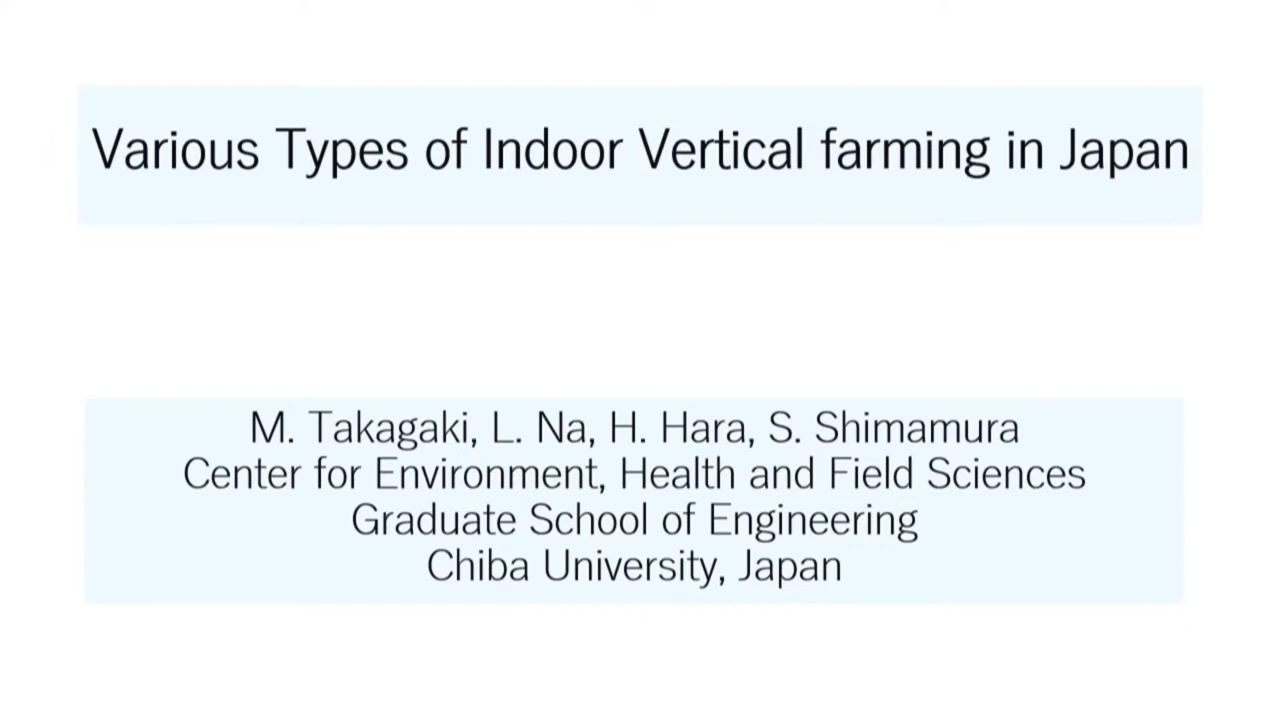 Various Types of Indoor Vertical farming in Japan
M. Takagaki, L. Na, H. Hara, S. Shimamura
Center for Environment, Health and Field Sciences
Graduate School of Engineering
Chiba University, Japan